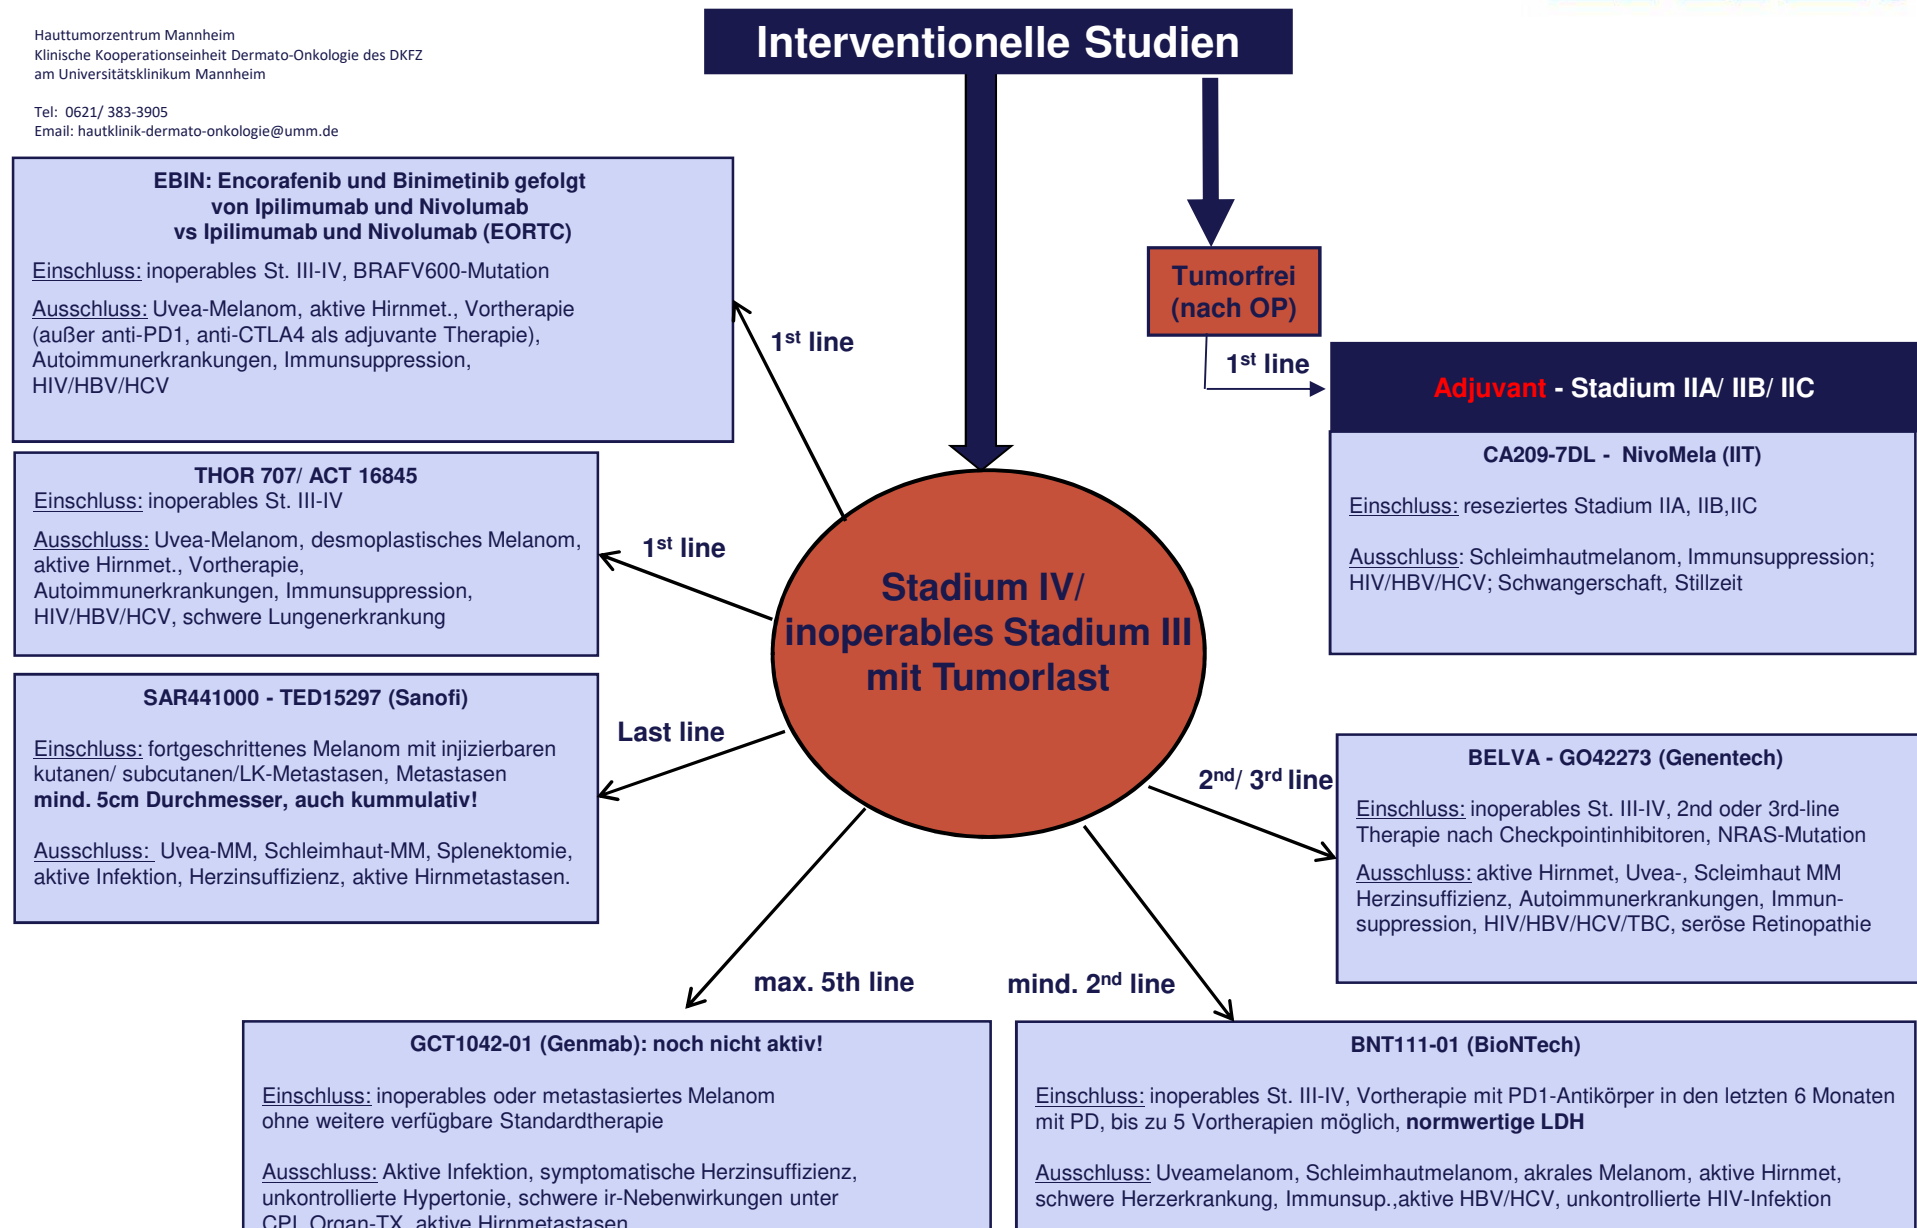 Hauttumorzentrum Mannheim
Klinische Kooperationseinheit Dermato-Onkologie des DKFZ
am Universitätsklinikum Mannheim
Tel: 0621/ 383-3905
Email: hautklinik-dermato-onkologie@umm.de
Interventionelle Studien
EBIN: Encorafenib und Binimetinib gefolgt
von Ipilimumab und Nivolumab
vs Ipilimumab und Nivolumab (EORTC)
Einschluss: inoperables St. III-IV, BRAFV600-Mutation
Ausschluss: Uvea-Melanom, aktive Hirnmet., Vortherapie
(außer anti-PD1, anti-CTLA4 als adjuvante Therapie),
Autoimmunerkrankungen, Immunsuppression,
HIV/HBV/HCV
1st line
Tumorfrei
(nach OP)
1st line
Adjuvant - Stadium IIA/ IIB/ IIC
CA209-7DL - NivoMela (IIT)
Einschluss: reseziertes Stadium IIA, IIB,IIC
Ausschluss: Schleimhautmelanom, Immunsuppression;
HIV/HBV/HCV; Schwangerschaft, Stillzeit
THOR 707/ ACT 16845
Einschluss: inoperables St. III-IV
Ausschluss: Uvea-Melanom, desmoplastisches Melanom,
aktive Hirnmet., Vortherapie,
Autoimmunerkrankungen, Immunsuppression,
HIV/HBV/HCV, schwere Lungenerkrankung
1st line
Stadium IV/
inoperables Stadium III
mit Tumorlast
SAR441000 - TED15297 (Sanofi)
Einschluss: fortgeschrittenes Melanom mit injizierbaren
kutanen/ subcutanen/LK-Metastasen, Metastasen
mind. 5cm Durchmesser, auch kummulativ!
Ausschluss: Uvea-MM, Schleimhaut-MM, Splenektomie,
aktive Infektion, Herzinsuffizienz, aktive Hirnmetastasen.
Last line
2nd/ 3rd line
BELVA - GO42273 (Genentech)
Einschluss: inoperables St. III-IV, 2nd oder 3rd-line
Therapie nach Checkpointinhibitoren, NRAS-Mutation
Ausschluss: aktive Hirnmet, Uvea-, Scleimhaut MM
Herzinsuffizienz, Autoimmunerkrankungen, Immun-
suppression, HIV/HBV/HCV/TBC, seröse Retinopathie
max. 5th line
mind. 2nd line
GCT1042-01 (Genmab): noch nicht aktiv!
Einschluss: inoperables oder metastasiertes Melanom
ohne weitere verfügbare Standardtherapie
Ausschluss: Aktive Infektion, symptomatische Herzinsuffizienz,
unkontrollierte Hypertonie, schwere ir-Nebenwirkungen unter
CPI, Organ-TX, aktive Hirnmetastasen
BNT111-01 (BioNTech)
Einschluss: inoperables St. III-IV, Vortherapie mit PD1-Antikörper in den letzten 6 Monaten
mit PD, bis zu 5 Vortherapien möglich, normwertige LDH
Ausschluss: Uveamelanom, Schleimhautmelanom, akrales Melanom, aktive Hirnmet,
schwere Herzerkrankung, Immunsup.,aktive HBV/HCV, unkontrollierte HIV-Infektion